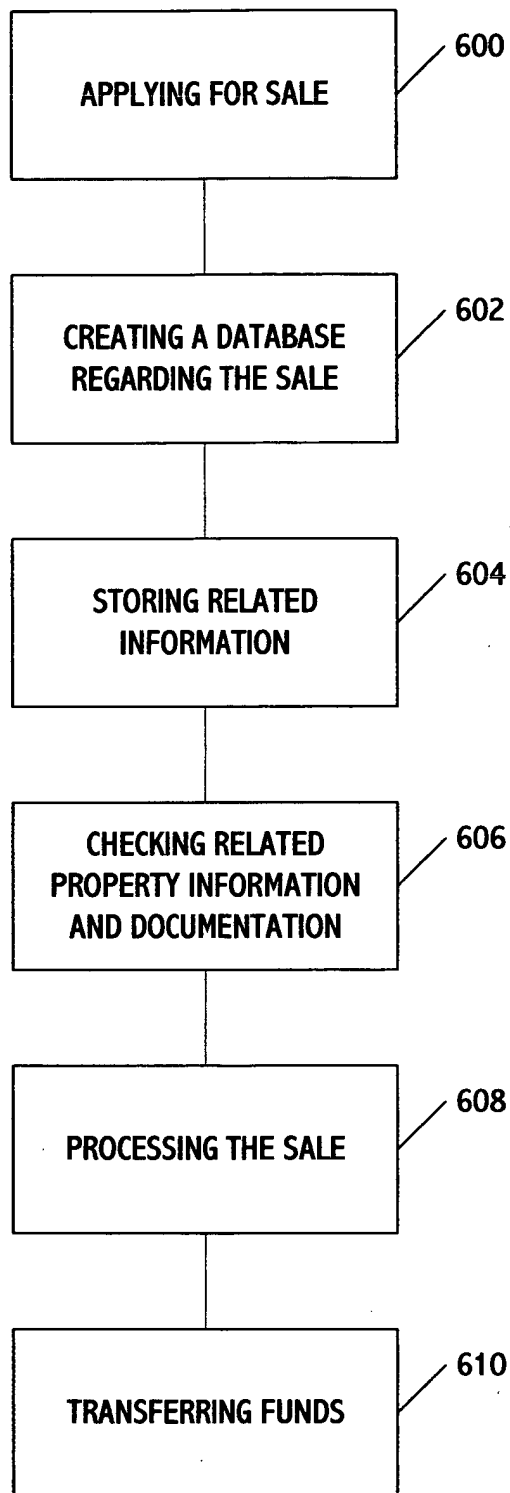 600
APPLYING FOR SALE
602
CREATING A DATABASE
REGARDING THE SALE
604
STORING RELATED
INFORMATION
606
CHECKING RELATED
PROPERTY INFORMATION
AND DOCUMENTATION
608
PROCESSING THE SALE
610
TRANSFERRING FUNDS